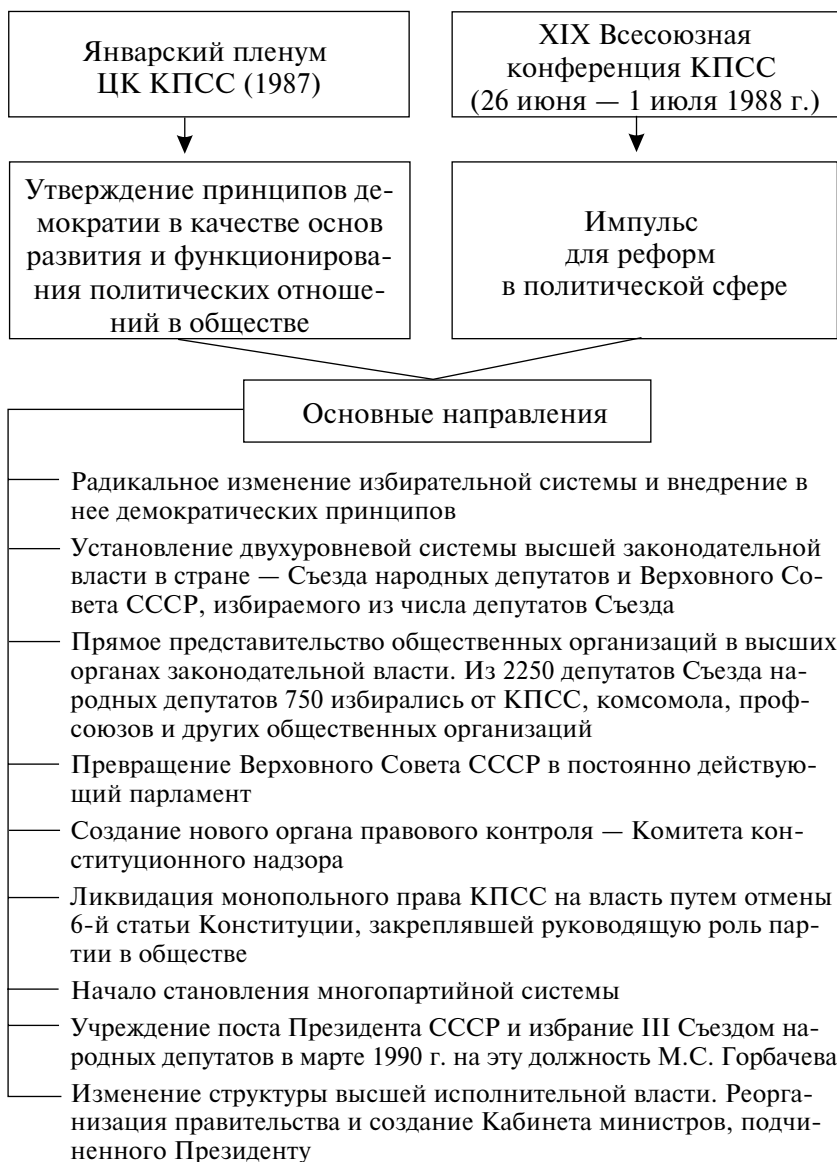 Январский пленум
ЦК КПСС (1987)
XIX Всесоюзная
конференция КПСС
(26 июня — 1 июля 1988 г.)
Утверждение принципов де-
мократии в качестве основ
развития и функционирова-
ния политических отноше-
ний в обществе
Импульс
для реформ
в политической сфере
Основные направления
Радикальное изменение избирательной системы и внедрение в
нее демократических принципов
Установление двухуровневой системы высшей законодательной
власти в стране — Съезда народных депутатов и Верховного Со-
вета СССР, избираемого из числа депутатов Съезда
Прямое представительство общественных организаций в высших
органах законодательной власти. Из 2250 депутатов Съезда на-
родных депутатов 750 избирались от КПСС, комсомола, проф-
союзов и других общественных организаций
Превращение Верховного Совета СССР в постоянно действую-
щий парламент
Создание нового органа правового контроля — Комитета кон-
ституционного надзора
Ликвидация монопольного права КПСС на власть путем отмены
6-й статьи Конституции, закреплявшей руководящую роль пар-
тии в обществе
Начало становления многопартийной системы
Учреждение поста Президента СССР и избрание III Съездом на-
родных депутатов в марте 1990 г. на эту должность М.С. Горбачева
Изменение структуры высшей исполнительной власти. Реорга-
низация правительства и создание Кабинета министров, подчи-
ненного Президенту